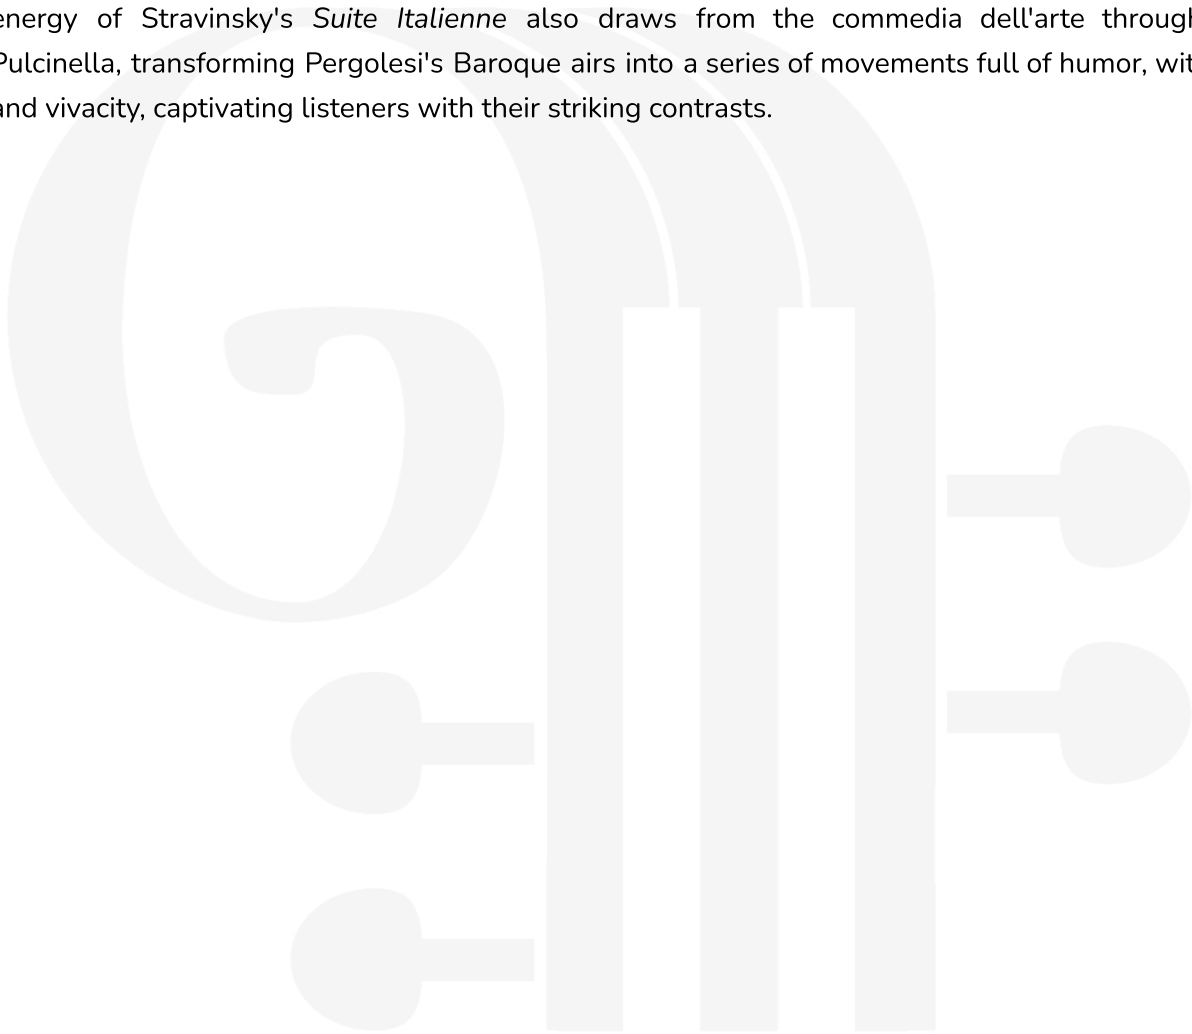 energy of Stravinsky's Suite Italienne also draws from the commedia dell'arte through
Pulcinella, transforming Pergolesi's Baroque airs into a series of movements full of humor, wit
and vivacity, captivating listeners with their striking contrasts.